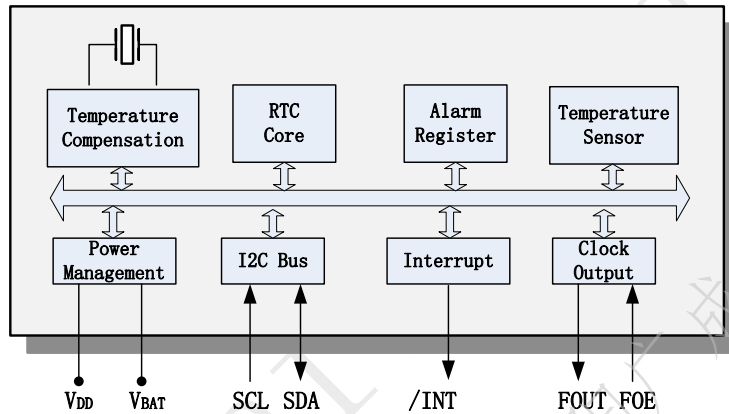 Temperature
Compensation
RTC
Core
Alarm
Register
Temperature
Sensor
Power
Management
I2C Bus
Interrupt
Clock
Output
VDD
VBAT
SCL SDA
/INT
FOUT FOE